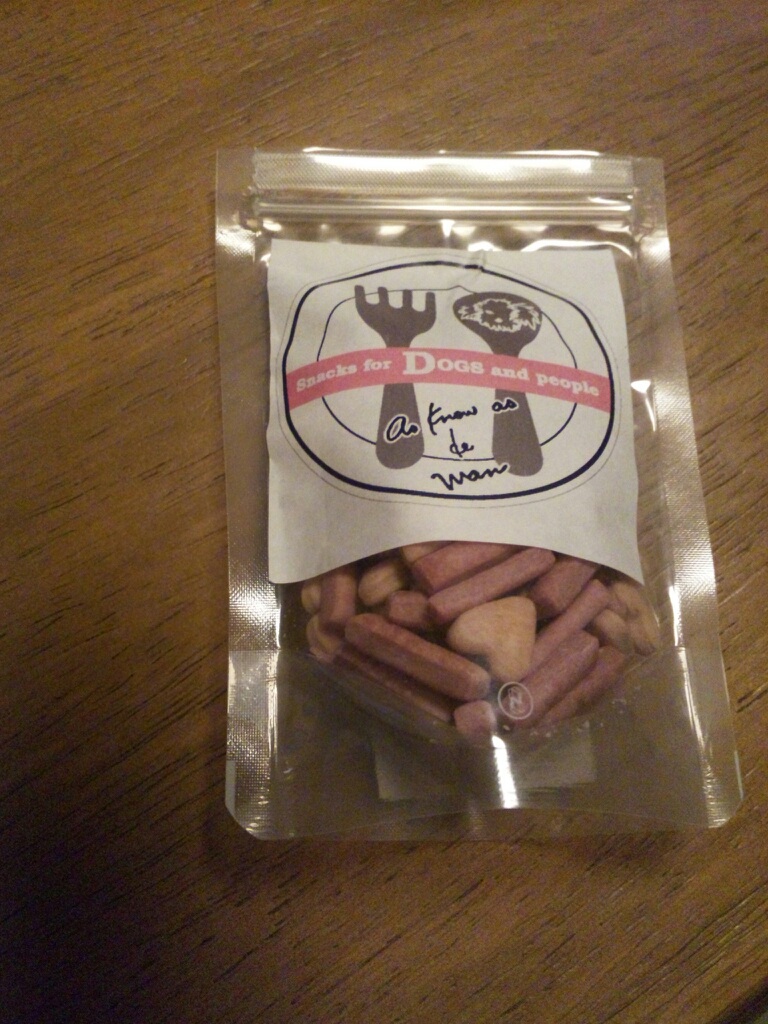 Snacks for DOGS and people
As Know as
de
wan